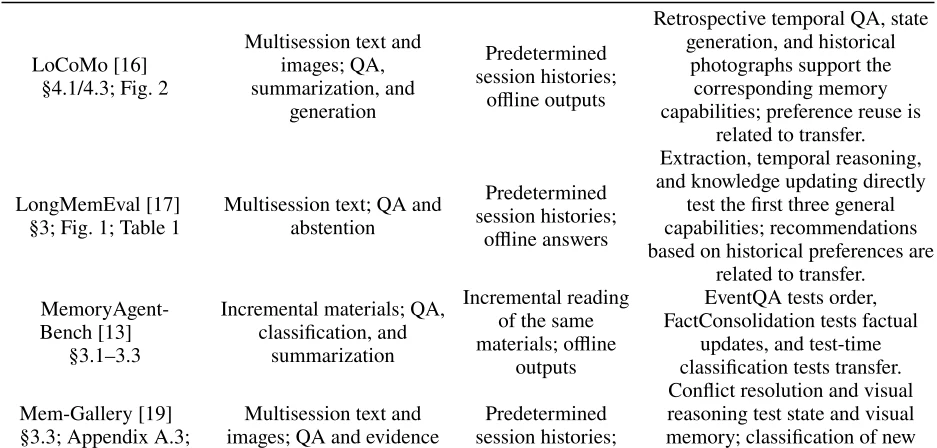 LoCoMo [16]
§4.1/4.3; Fig. 2
Multisession text and
images; QA,
summarization, and
generation
Predetermined
session histories;
offline outputs
Retrospective temporal QA, state
generation, and historical
photographs support the
corresponding memory
capabilities; preference reuse is
related to transfer.
LongMemEval [17]
§3; Fig. 1; Table 1
Multisession text; QA and
abstention
Predetermined
session histories;
offline answers
Extraction, temporal reasoning,
and knowledge updating directly
test the first three general
capabilities; recommendations
based on historical preferences are
related to transfer.
MemoryAgent-
Bench [13]
§3.1–3.3
Incremental materials; QA,
classification, and
summarization
Incremental reading
of the same
materials; offline
outputs
EventQA tests order,
FactConsolidation tests factual
updates, and test-time
classification tests transfer.
Mem-Gallery [19]
§3.3; Appendix A.3;
Multisession text and
images; QA and evidence
Predetermined
session histories;
Conflict resolution and visual
reasoning test state and visual
memory; classification of new